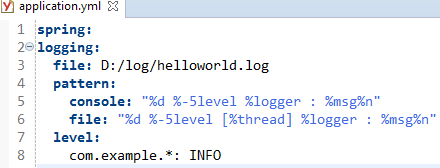 application.yml
1 spring:
2 logging:
3 file: D:/log/helloworld.log
4 pattern:
5 console: "%d %-5level %logger : %msg%n"
6 file: "%d %-5level [%thread] %logger : %msg%n"
7 level:
8 com.example.*: INFO